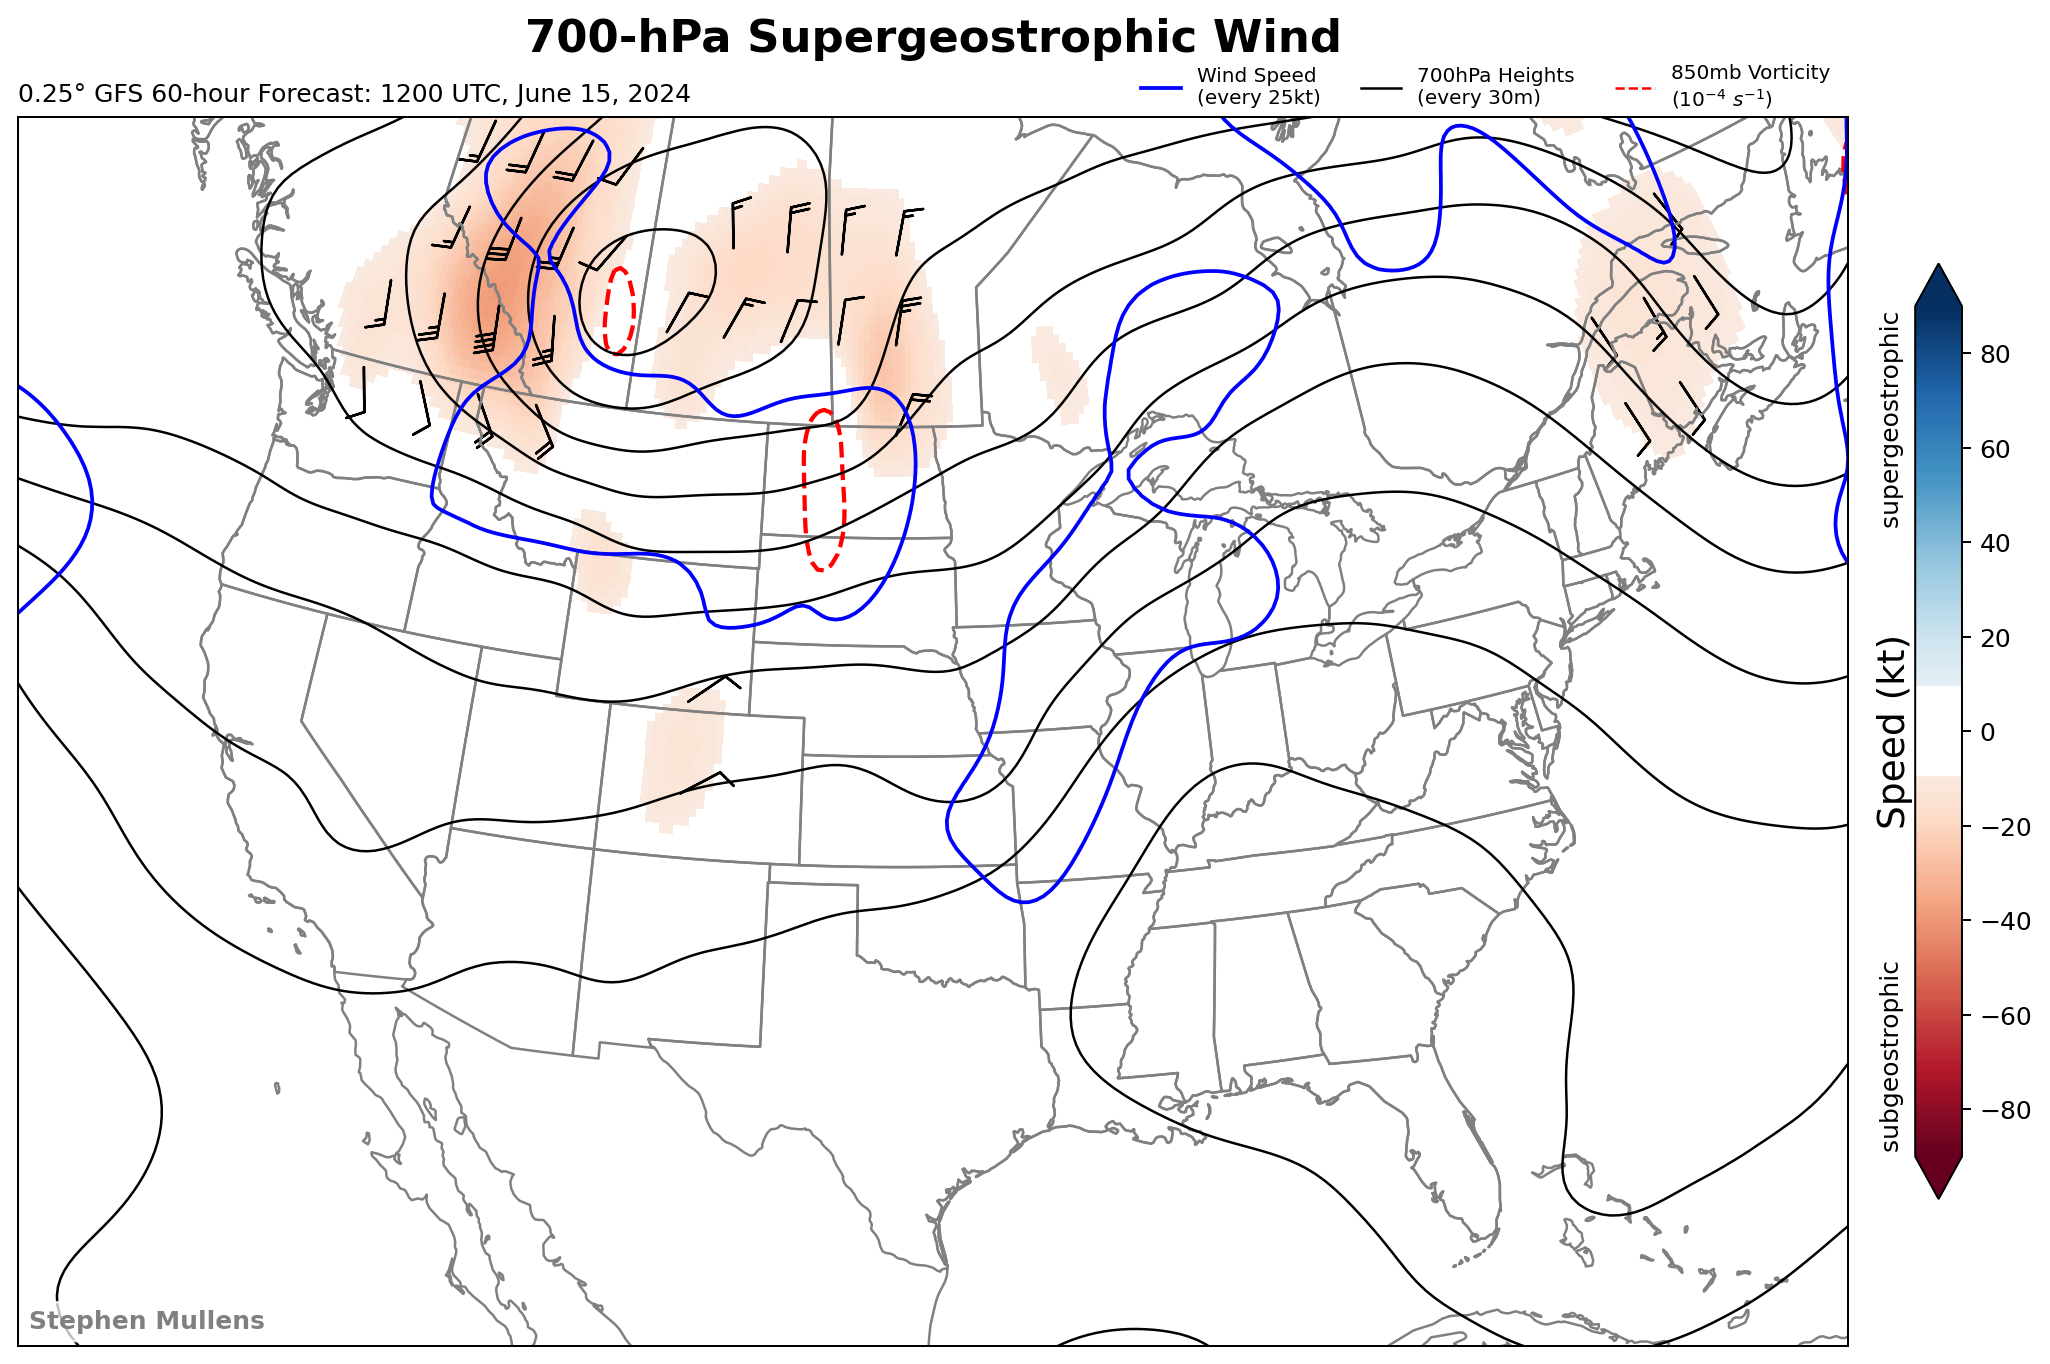 700-hPa Supergeostrophic Wind
0.25° GFS 60-hour Forecast: 1200 UTC, June 15, 2024
Wind Speed
(every 25kt)
700hPa Heights
(every 30m)
850mb Vorticity
(10⁻⁴ s⁻¹)
supergeostrophic
Speed (kt)
subgeostrophic
80
60
40
20
0
−20
−40
−60
−80
Stephen Mullens